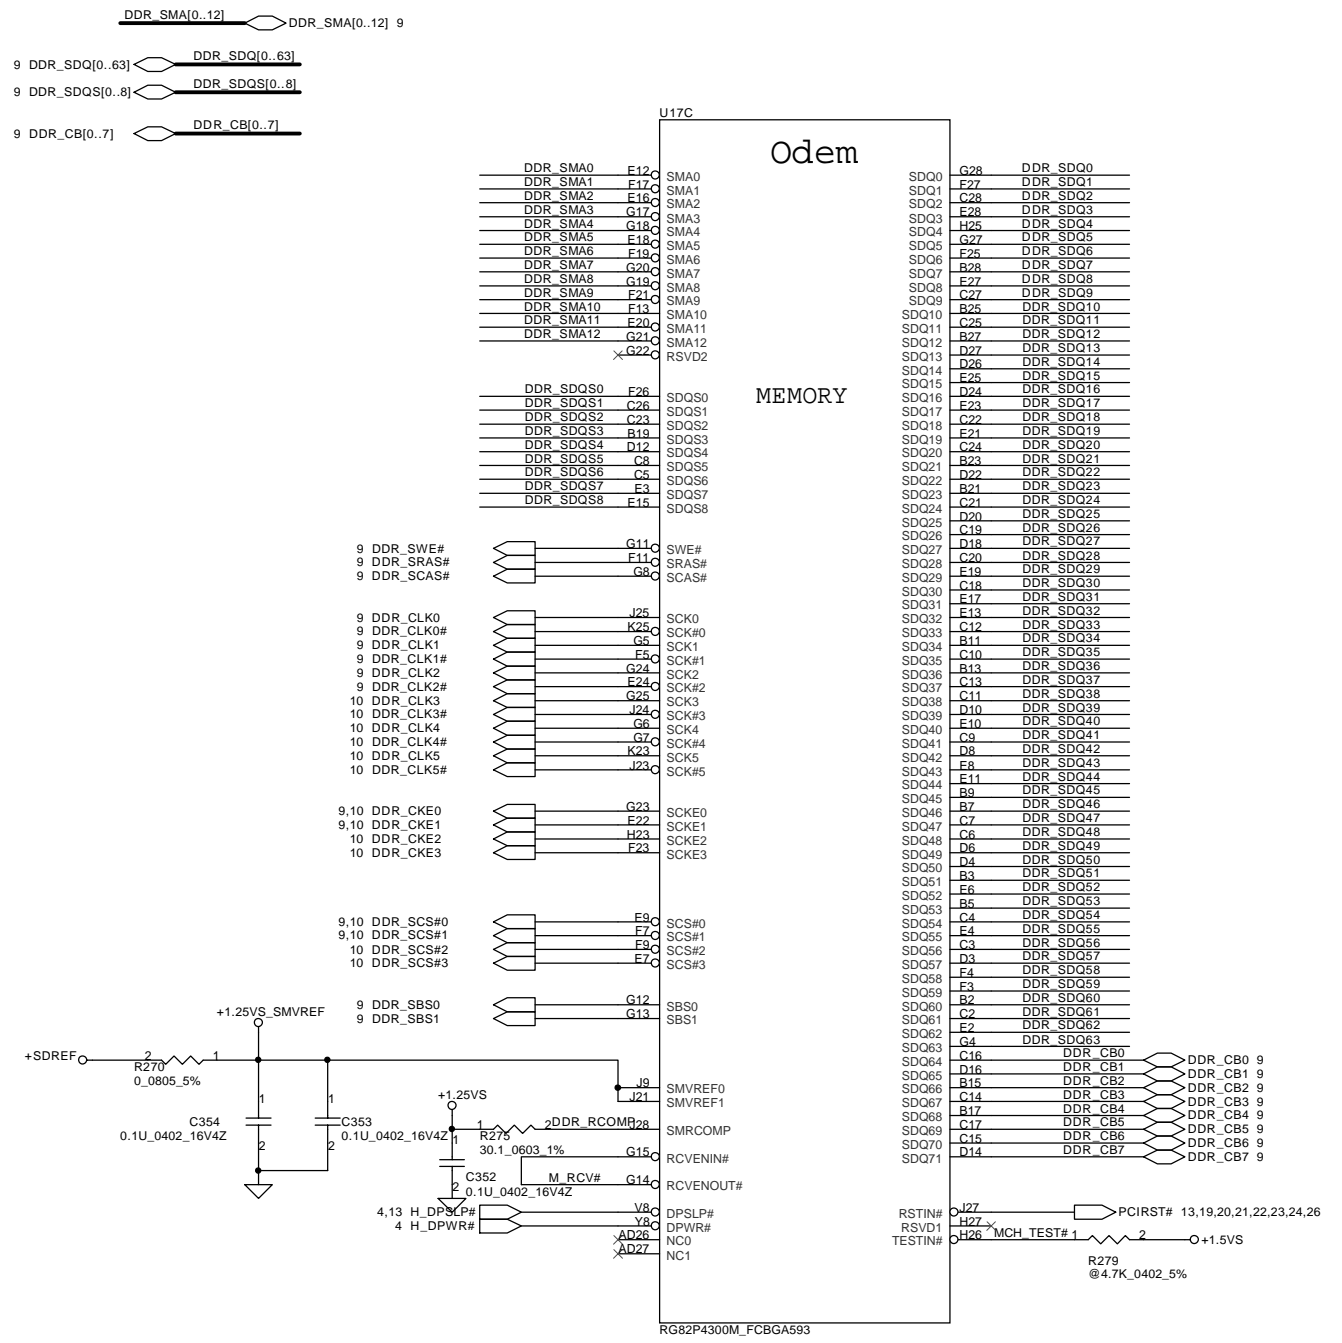 DDR_SMA[0..12] DDR_SMA[0..12] 9
9 DDR_SDQ[0..63] DDR_SDQ[0..63]
9 DDR_SDQS[0..8] DDR_SDQS[0..8]
9 DDR_CB[0..7] DDR_CB[0..7]
U17C
Odem
MEMORY
DDR_SMA0 E12 SMA0
DDR_SMA1 F17 SMA1
DDR_SMA2 E16 SMA2
DDR_SMA3 G17 SMA3
DDR_SMA4 G18 SMA4
DDR_SMA5 E18 SMA5
DDR_SMA6 F19 SMA6
DDR_SMA7 G20 SMA7
DDR_SMA8 G19 SMA8
DDR_SMA9 F21 SMA9
DDR_SMA10 F13 SMA10
DDR_SMA11 E20 SMA11
DDR_SMA12 G21 SMA12
G22 RSVD2
DDR_SDQS0 F26 SDQS0
DDR_SDQS1 C26 SDQS1
DDR_SDQS2 C23 SDQS2
DDR_SDQS3 B19 SDQS3
DDR_SDQS4 D12 SDQS4
DDR_SDQS5 C8 SDQS5
DDR_SDQS6 C5 SDQS6
DDR_SDQS7 E3 SDQS7
DDR_SDQS8 E15 SDQS8
9 DDR_SWE# G11 SWE#
9 DDR_SRAS# F11 SRAS#
9 DDR_SCAS# G8 SCAS#
9 DDR_CLK0 J25 SCK0
9 DDR_CLK0# K25 SCK#0
9 DDR_CLK1 G5 SCK1
9 DDR_CLK1# F5 SCK#1
9 DDR_CLK2 G24 SCK2
9 DDR_CLK2# E24 SCK#2
10 DDR_CLK3 G25 SCK3
10 DDR_CLK3# J24 SCK#3
10 DDR_CLK4 G6 SCK4
10 DDR_CLK4# G7 SCK#4
10 DDR_CLK5 K23 SCK5
10 DDR_CLK5# J23 SCK#5
9,10 DDR_CKE0 G23 SCKE0
9,10 DDR_CKE1 E22 SCKE1
10 DDR_CKE2 H23 SCKE2
10 DDR_CKE3 F23 SCKE3
9,10 DDR_SCS#0 E9 SCS#0
9,10 DDR_SCS#1 F7 SCS#1
10 DDR_SCS#2 F9 SCS#2
10 DDR_SCS#3 E7 SCS#3
9 DDR_SBS0 G12 SBS0
9 DDR_SBS1 G13 SBS1
+1.25VS_SMVREF
+SDREF 2 1
R270
0_0805_5%
J9 SMVREF0
J21 SMVREF1
1 C354 0.1U_0402_16V4Z 2
1 C353 0.1U_0402_16V4Z 2
+1.25VS
1 R275 30.1_0603_1% 2 DDR_RCOMP J28 SMRCOMP
1 C352 0.1U_0402_16V4Z 2
G15 RCVENIN#
M_RCV# G14 RCVENOUT#
4,13 H_DPSLP# V8 DPSLP#
4 H_DPWR# Y8 DPWR#
AD26 NC0
AD27 NC1
SDQ0 G28 DDR_SDQ0
SDQ1 F27 DDR_SDQ1
SDQ2 C28 DDR_SDQ2
SDQ3 E28 DDR_SDQ3
SDQ4 H25 DDR_SDQ4
SDQ5 G27 DDR_SDQ5
SDQ6 F25 DDR_SDQ6
SDQ7 B28 DDR_SDQ7
SDQ8 E27 DDR_SDQ8
SDQ9 C27 DDR_SDQ9
SDQ10 B25 DDR_SDQ10
SDQ11 C25 DDR_SDQ11
SDQ12 B27 DDR_SDQ12
SDQ13 D27 DDR_SDQ13
SDQ14 D26 DDR_SDQ14
SDQ15 E25 DDR_SDQ15
SDQ16 D24 DDR_SDQ16
SDQ17 E23 DDR_SDQ17
SDQ18 C22 DDR_SDQ18
SDQ19 E21 DDR_SDQ19
SDQ20 C24 DDR_SDQ20
SDQ21 B23 DDR_SDQ21
SDQ22 D22 DDR_SDQ22
SDQ23 B21 DDR_SDQ23
SDQ24 C21 DDR_SDQ24
SDQ25 D20 DDR_SDQ25
SDQ26 C19 DDR_SDQ26
SDQ27 D18 DDR_SDQ27
SDQ28 C20 DDR_SDQ28
SDQ29 E19 DDR_SDQ29
SDQ30 C18 DDR_SDQ30
SDQ31 E17 DDR_SDQ31
SDQ32 E13 DDR_SDQ32
SDQ33 C12 DDR_SDQ33
SDQ34 B11 DDR_SDQ34
SDQ35 C10 DDR_SDQ35
SDQ36 B13 DDR_SDQ36
SDQ37 C13 DDR_SDQ37
SDQ38 C11 DDR_SDQ38
SDQ39 D10 DDR_SDQ39
SDQ40 E10 DDR_SDQ40
SDQ41 C9 DDR_SDQ41
SDQ42 D8 DDR_SDQ42
SDQ43 E8 DDR_SDQ43
SDQ44 E11 DDR_SDQ44
SDQ45 B9 DDR_SDQ45
SDQ46 B7 DDR_SDQ46
SDQ47 C7 DDR_SDQ47
SDQ48 C6 DDR_SDQ48
SDQ49 D6 DDR_SDQ49
SDQ50 D4 DDR_SDQ50
SDQ51 B3 DDR_SDQ51
SDQ52 E6 DDR_SDQ52
SDQ53 B5 DDR_SDQ53
SDQ54 C4 DDR_SDQ54
SDQ55 E4 DDR_SDQ55
SDQ56 C3 DDR_SDQ56
SDQ57 D3 DDR_SDQ57
SDQ58 F4 DDR_SDQ58
SDQ59 F3 DDR_SDQ59
SDQ60 B2 DDR_SDQ60
SDQ61 C2 DDR_SDQ61
SDQ62 E2 DDR_SDQ62
SDQ63 G4 DDR_SDQ63
SDQ64 C16 DDR_CB0 DDR_CB0 9
SDQ65 D16 DDR_CB1 DDR_CB1 9
SDQ66 B15 DDR_CB2 DDR_CB2 9
SDQ67 C14 DDR_CB3 DDR_CB3 9
SDQ68 B17 DDR_CB4 DDR_CB4 9
SDQ69 C17 DDR_CB5 DDR_CB5 9
SDQ70 C15 DDR_CB6 DDR_CB6 9
SDQ71 D14 DDR_CB7 DDR_CB7 9
RSTIN# J27 PCIRST# 13,19,20,21,22,23,24,26
RSVD1 H27
TESTIN# H26 MCH_TEST# 1 2 +1.5VS
R279
@4.7K_0402_5%
RG82P4300M_FCBGA593